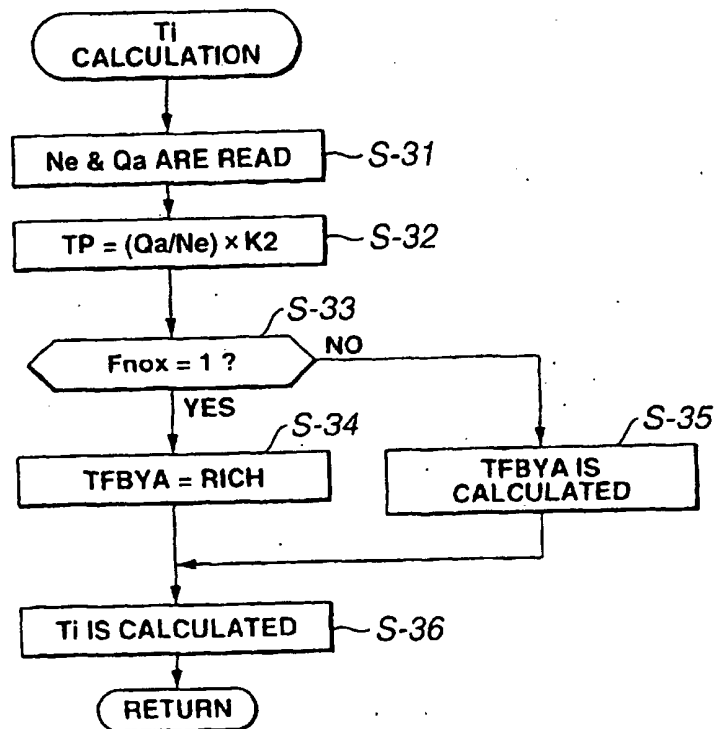 Ti
CALCULATION
Ne & Qa ARE READ
S-31
TP = (Qa/Ne) × K2
S-32
S-33
Fnox = 1 ?
NO
YES
S-34
TFBYA = RICH
S-35
TFBYA IS
CALCULATED
Ti IS CALCULATED
S-36
RETURN